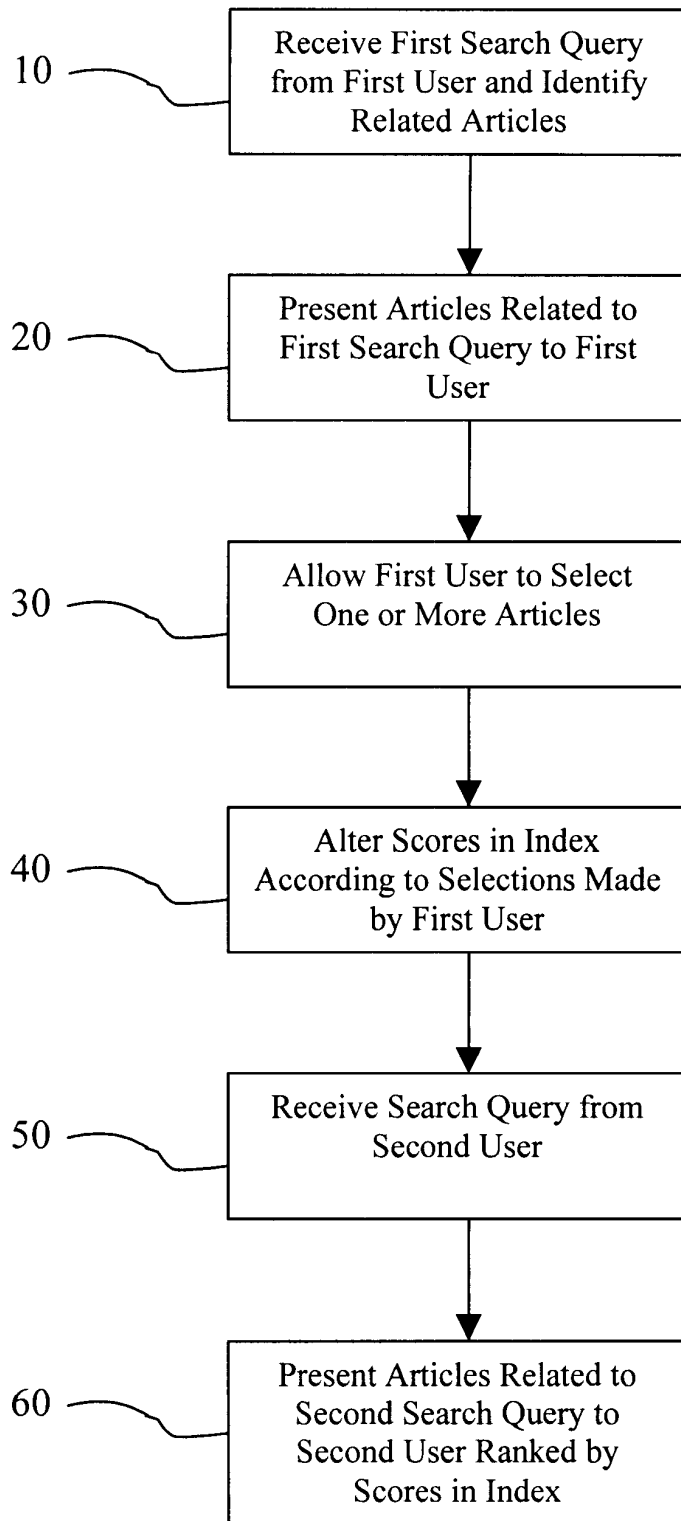 10
Receive First Search Query
from First User and Identify
Related Articles
20
Present Articles Related to
First Search Query to First
User
30
Allow First User to Select
One or More Articles
40
Alter Scores in Index
According to Selections Made
by First User
50
Receive Search Query from
Second User
60
Present Articles Related to
Second Search Query to
Second User Ranked by
Scores in Index